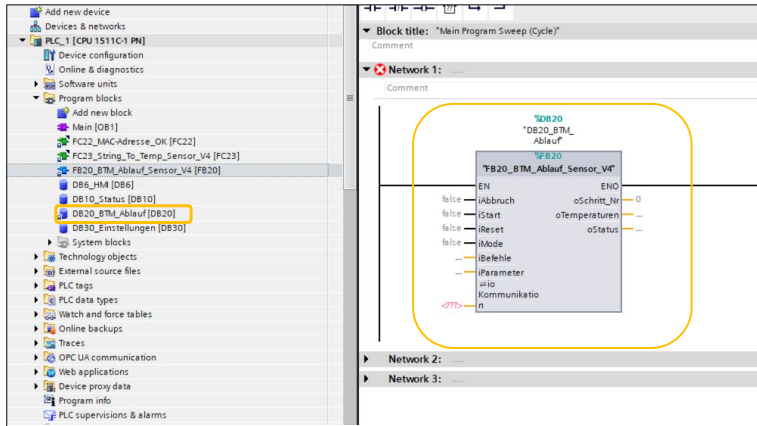 Add new device
Devices & networks
PLC_1 [CPU 1511C-1 PN]
Device configuration
Online & diagnostics
Software units
Program blocks
Add new block
Main [OB1]
FC22_MAC-Adresse_OK [FC22]
FC23_String_To_Temp_Sensor_V4 [FC23]
FB20_BTM_Ablauf_Sensor_V4 [FB20]
DB6_HMI [DB6]
DB10_Status [DB10]
DB20_BTM_Ablauf [DB20]
DB30_Einstellungen [DB30]
System blocks
Technology objects
External source files
PLC tags
PLC data types
Watch and force tables
Online backups
Traces
OPC UA communication
Web applications
Device proxy data
Program info
PLC supervisions & alarms
??
Block title: "Main Program Sweep (Cycle)"
Comment
Network 1: .....
Comment
%DB20
"DB20_BTM_
Ablauf"
%FB20
"FB20_BTM_Ablauf_Sensor_V4"
EN ENO
false iAbbruch oSchritt_Nr 0
false iStart oTemperaturen ...
false iReset oStatus ...
false iMode
... iBefehle
... iParameter
io
Kommunikatio
<???> n
Network 2: .....
Network 3: .....